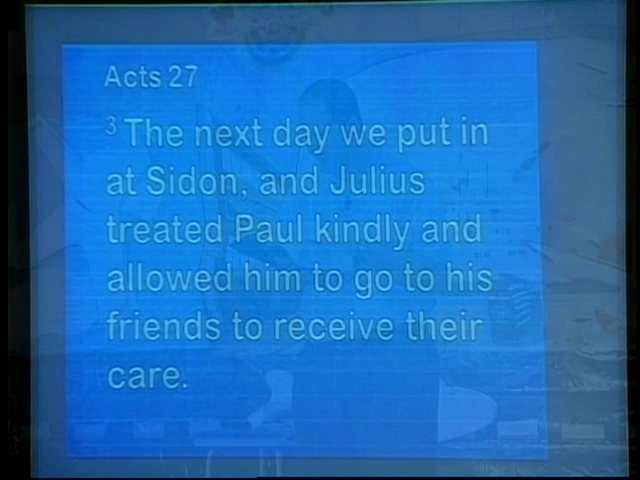 Acts 27
3 The next day we put in
at Sidon, and Julius
treated Paul kindly and
allowed him to go to his
friends to receive their
care.